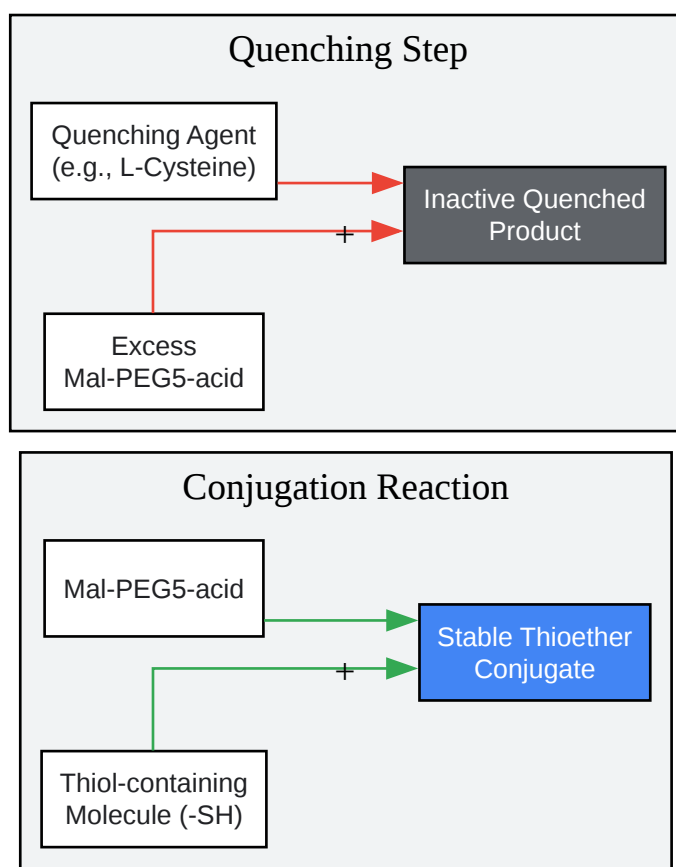 Quenching Step
Quenching Agent
(e.g., L-Cysteine)
Inactive Quenched
Product
+
Excess
Mal-PEG5-acid
Conjugation Reaction
Mal-PEG5-acid
Stable Thioether
Conjugate
+
Thiol-containing
Molecule (-SH)